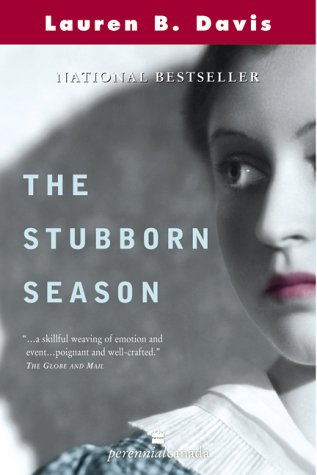 Lauren B. Davis
NATIONAL BESTSELLER
THE
STUBBORN
SEASON
"...a skillful weaving of emotion and
event...poignant and well-crafted."
THE GLOBE AND MAIL
perennialCanada